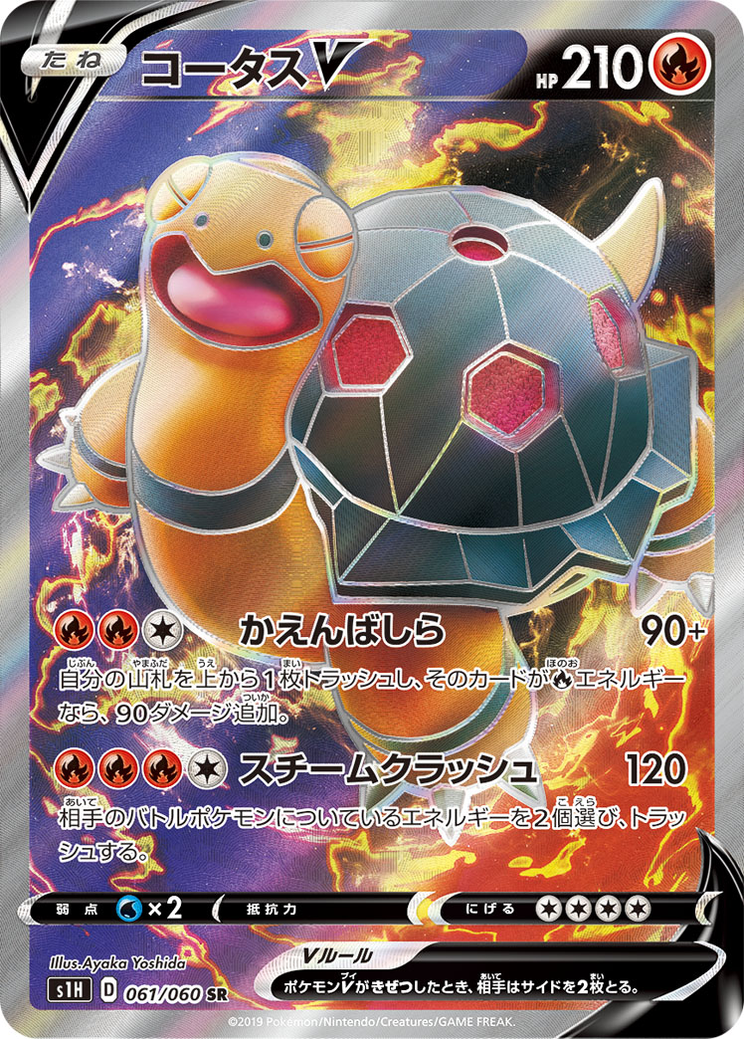 たね コータスV HP 210
かえんばしら 90+
自分の山札を上から1枚トラッシュし、そのカードが エネルギー
なら、90ダメージ追加。
スチームクラッシュ 120
相手のバトルポケモンについているエネルギーを2個選び、トラッ
シュする。
弱点 ×2 抵抗力 にげる
Illus.Ayaka Yoshida
Vルール
ポケモンVがきぜつしたとき、相手はサイドを2枚とる。
s1H D 061/060 SR
©2019 Pokémon/Nintendo/Creatures/GAME FREAK.